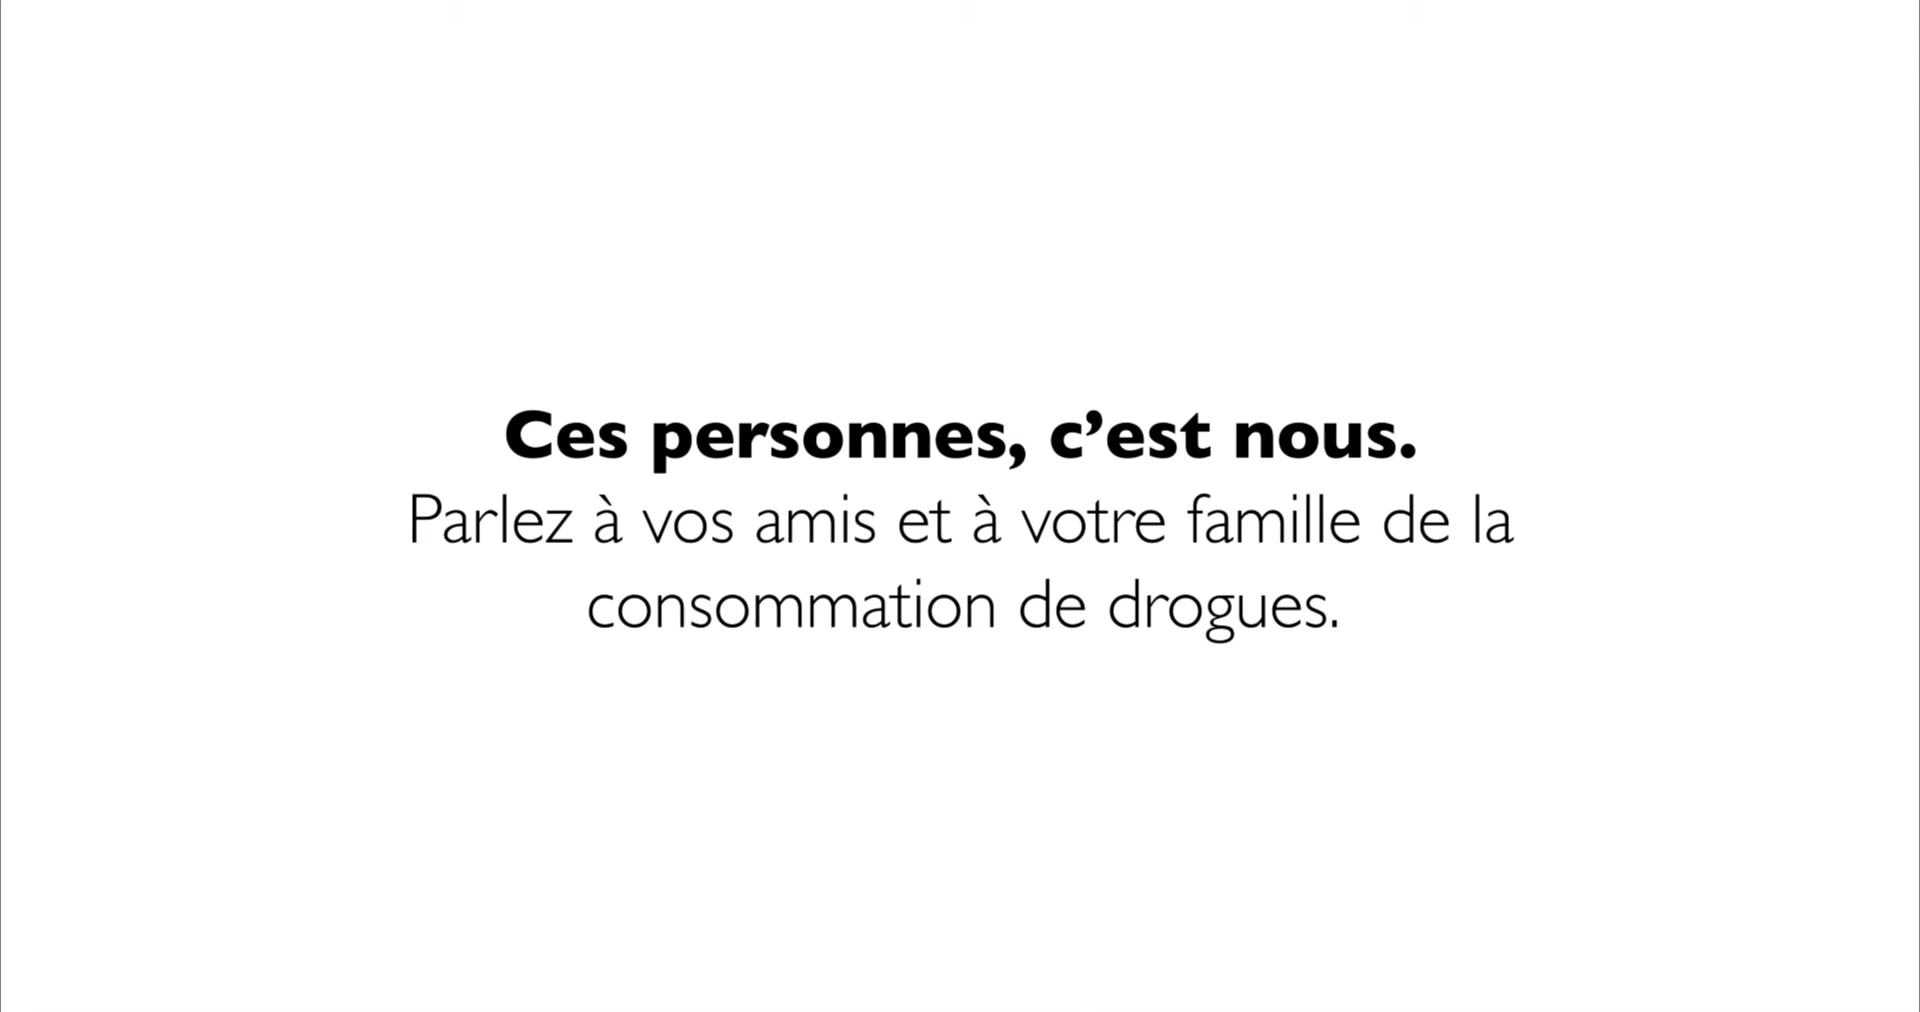 Ces personnes, c’est nous.
Parlez à vos amis et à votre famille de la
consommation de drogues.